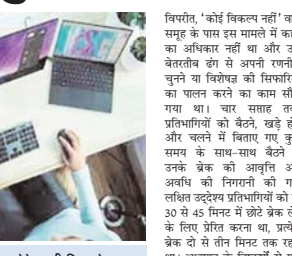 विपरीत, 'कोई विकल्प नहीं' वा
समूह के पास इस मामले में का
का अधिकार नहीं था और उ
बेतरतीब ढंग से अपनी रणनी
चुनने या विशेषज्ञ की सिफारि
का पालन करने का काम सौं
गया था। चार सप्ताह तक
प्रतिभागियों को बैठने, खड़े हो
और चलने में बिताए गए कु
समय के साथ-साथ बैठने
उनके ब्रेक की आवृत्ति अ
अवधि की निगरानी की ग
लक्षित उद्देश्य प्रतिभागियों को
30 से 45 मिनट में छोटे ब्रेक ले
के लिए प्रेरित करना था, प्रत्ये
ब्रेक दो से तीन मिनट तक रह